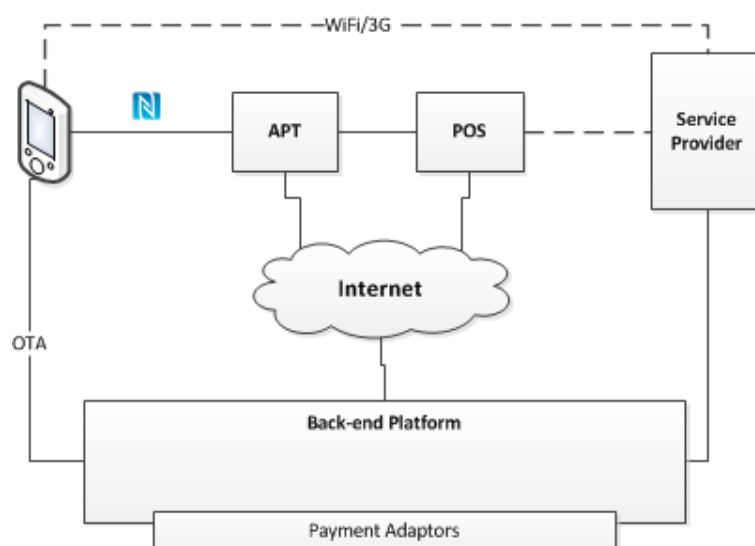 WiFi/3G
APT
POS
Service
Provider
Internet
OTA
Back-end Platform
Payment Adaptors